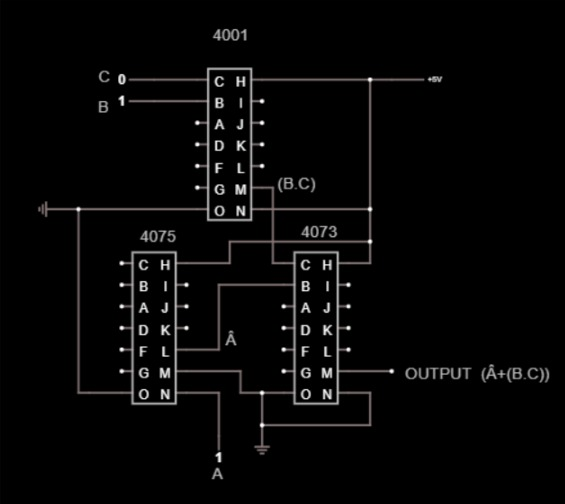 4001
C 0 C H +5V
B 1 B I
A J
D K
F L
G M (B.C)
O N
4075
C H
B I
A J
D K
F L Â
G M
O N
1
A
4073
C H
B I
A J
D K
F L
G M OUTPUT (Â+(B.C))
O N